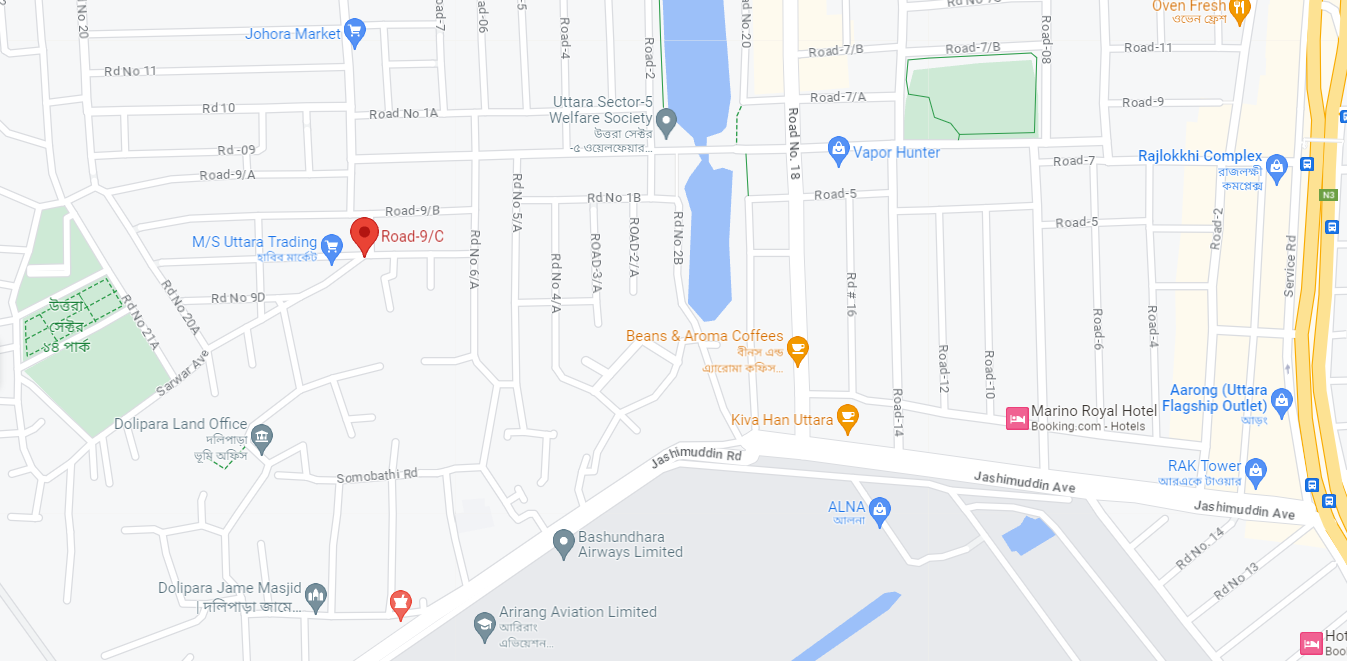 Rd No 20
Road-7
Road-06
Road-4
Road-2
Road No.20
Road-08
Oven Fresh
ওভেন ফ্রেশ
Johora Market
Road-7/B
Road-7/B
Road-11
Rd No 11
Rd 10
Road No 1A
Uttara Sector-5
Welfare Society
উত্তরা সেক্টর
-৫ ওয়েলফেয়ার...
Road-7/A
Road No. 18
Road-9
Rd -09
Vapor Hunter
Road-7
Rajlokkhi Complex
রাজলক্ষী
কমপ্লেক্স
N3
Road-9/A
Rd No 5/A
Rd No 1B
Road-5
Road-9/B
Road-9/C
M/S Uttara Trading
হাবিব মার্কেট
Rd No 6/A
Rd No 4/A
ROAD-3/A
ROAD-2/A
Rd No 2B
Road-5
Road-2
Service Rd
Rd # 16
Rd No 9D
Rd No 20A
Rd No 21A
উত্তরা
সেক্টর
১৪ পার্ক
Sarwar Ave
Beans & Aroma Coffees
বীনস এন্ড
এ্যারোমা কফিস...
Road-12
Road-10
Road-6
Road-4
Road-14
Aarong (Uttara
Flagship Outlet)
আড়ং
Marino Royal Hotel
Booking.com - Hotels
Kiva Han Uttara
Dolipara Land Office
দলিপাড়া
ভূমি অফিস
Jashimuddin Rd
Somobathi Rd
RAK Tower
আরএকে টাওয়ার
Jashimuddin Ave
Jashimuddin Ave
ALNA
আলনা
Bashundhara
Airways Limited
Rd No. 14
Rd No 13
Dolipara Jame Masjid
| দলিপাড়া জামে...
Arirang Aviation Limited
আরিরাং
এভিয়েশন...
Hot
Boo